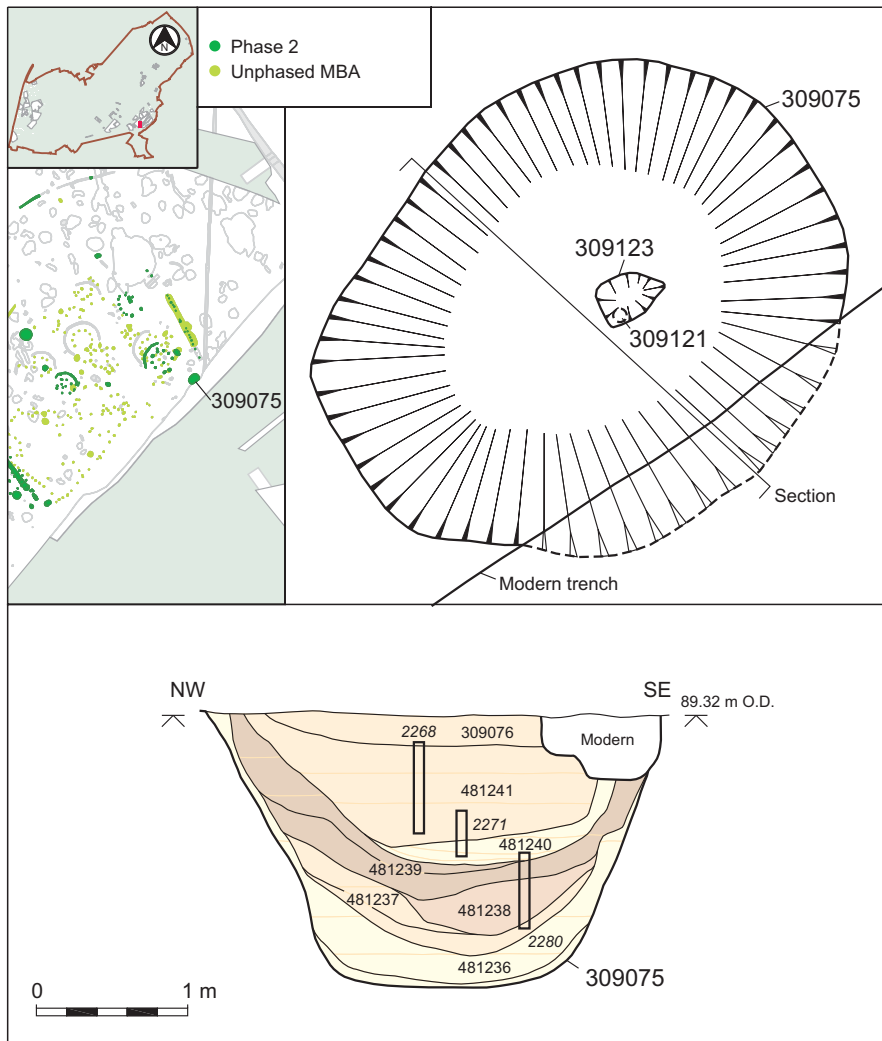 N
Phase 2
Unphased MBA
309075
309075
309123
309121
Section
Modern trench
NW
SE
89.32 m O.D.
2268
309076
Modern
481241
2271
481240
481239
481237
481238
2280
481236
309075
0
1 m